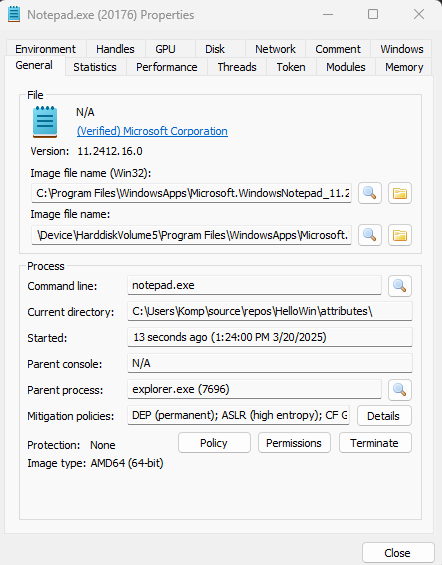 Notepad.exe (20176) Properties
Environment Handles GPU Disk Network Comment Windows
General Statistics Performance Threads Token Modules Memory
File
N/A
(Verified) Microsoft Corporation
Version: 11.2412.16.0
Image file name (Win32):
C:\Program Files\WindowsApps\Microsoft.WindowsNotepad_11.2
Image file name:
\Device\HarddiskVolume5\Program Files\WindowsApps\Microsoft.
Process
Command line: notepad.exe
Current directory: C:\Users\Komp\source\repos\HelloWin\attributes\
Started: 13 seconds ago (1:24:00 PM 3/20/2025)
Parent console: N/A
Parent process: explorer.exe (7696)
Mitigation policies: DEP (permanent); ASLR (high entropy); CF G Details
Protection: None Policy Permissions Terminate
Image type: AMD64 (64-bit)
Close